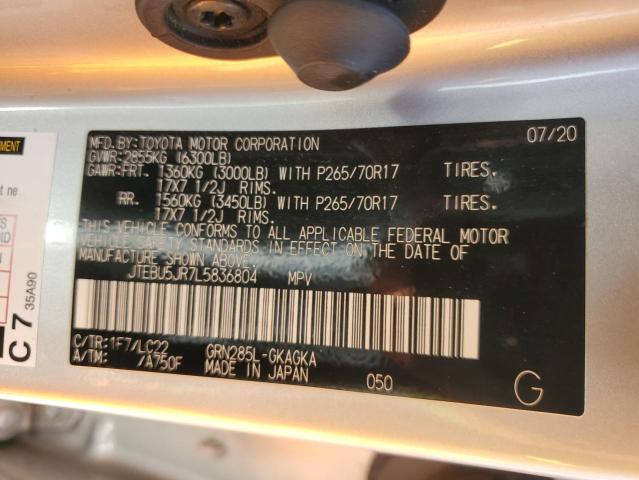 MFD.BY:TOYOTA MOTOR CORPORATION 07/20
GVWR:2855KG (6300LB)
GAWR:FRT. 1360KG (3000LB) WITH P265/70R17 TIRES.
17X7 1/2J RIMS.
RR. 1560KG (3450LB) WITH P265/70R17 TIRES.
17X7 1/2J RIMS.
THIS VEHICLE CONFORMS TO ALL APPLICABLE FEDERAL MOTOR
VEHICLE SAFETY STANDARDS IN EFFECT ON THE DATE OF
MANUFACTURE SHOWN ABOVE.
JTEBU5JR7L5836804 MPV
C/TR:1F7/LC22 GRN285L-GKAGKA
A/TM: /A750F MADE IN JAPAN 050 G
C7 35A90